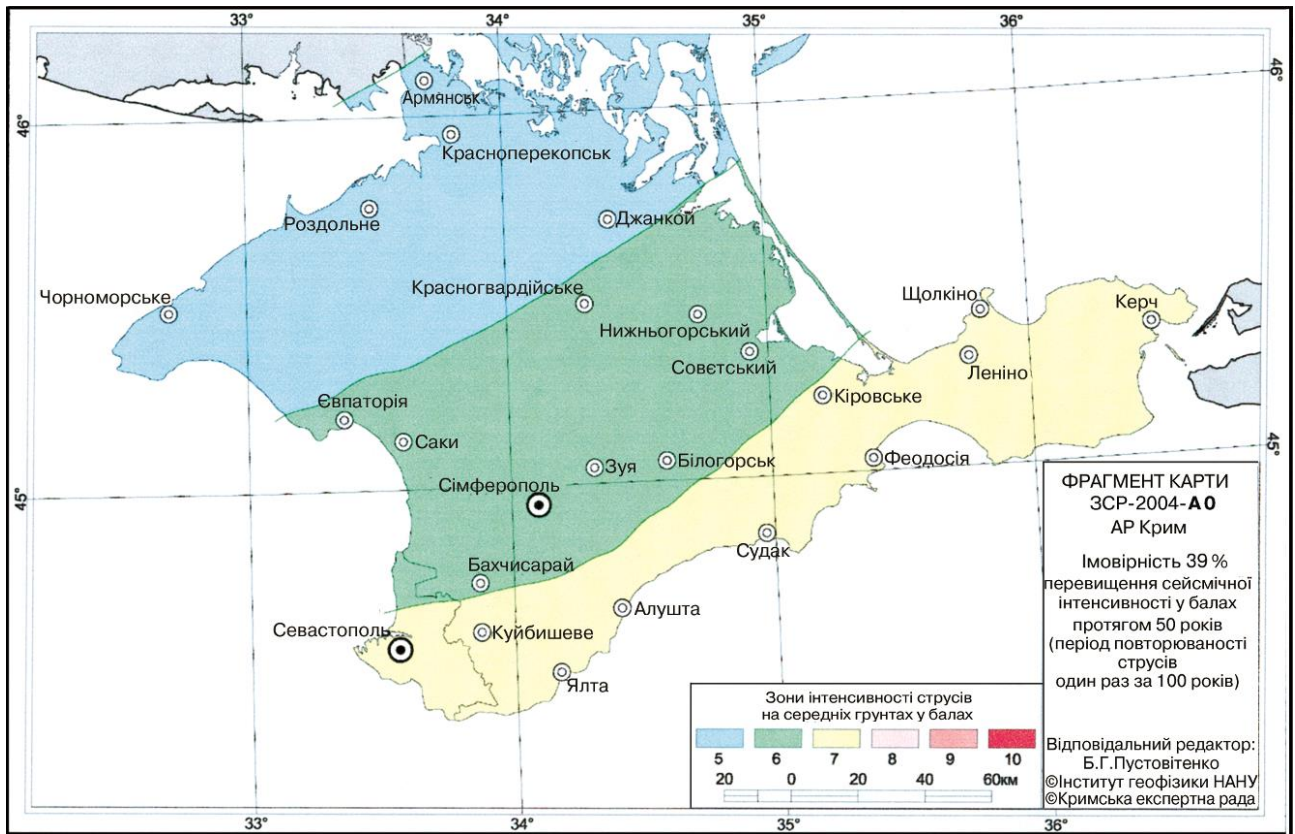 33°
34°
35°
36°
46°
46°
Армянськ
Красноперекопськ
Роздольне
Джанкой
Чорноморське
Красногвардійське
Щолкіно
Керч
Нижньогорський
Совєтський
Леніно
Кіровське
Євпаторія
Саки
Зуя
Білогорськ
Феодосія
45°
45°
Сімферополь
Судак
Бахчисарай
Алушта
Севастополь
Куйбишеве
Ялта
ФРАГМЕНТ КАРТИ
ЗСР-2004-А0
АР Крим
Імовірність 39 %
перевищення сейсмічної
інтенсивності у балах
протягом 50 років
(період повторюваності
струсів
один раз за 100 років)
Відповідальний редактор:
Б.Г.Пустовітенко
©Інститут геофізики НАНУ
©Кримська експертна рада
Зони інтенсивності струсів
на середніх грунтах у балах
5 6 7 8 9 10
20 0 20 40 60км
33°
34°
35°
36°